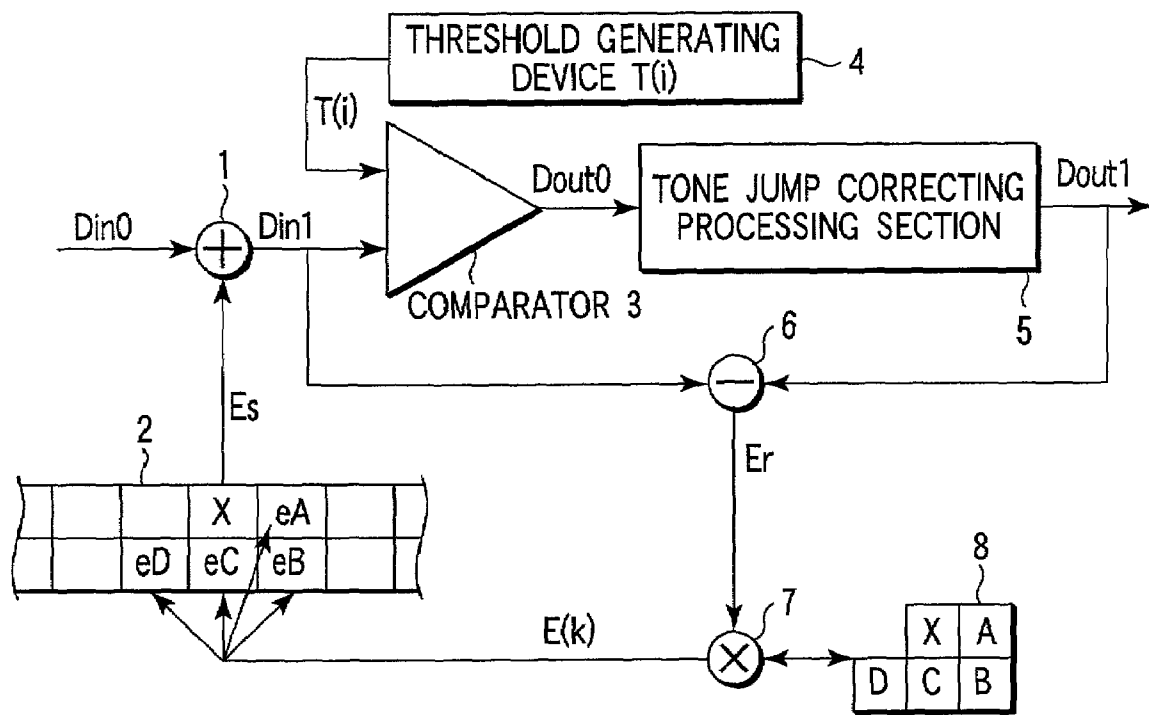 THRESHOLD GENERATING
DEVICE T(i)
4
T(i)
1
Din0
Din1
Dout0
TONE JUMP CORRECTING
PROCESSING SECTION
Dout1
COMPARATOR 3
5
6
Es
2
Er
X eA
eD eC eB
8
7
E(k)
X A
D C B